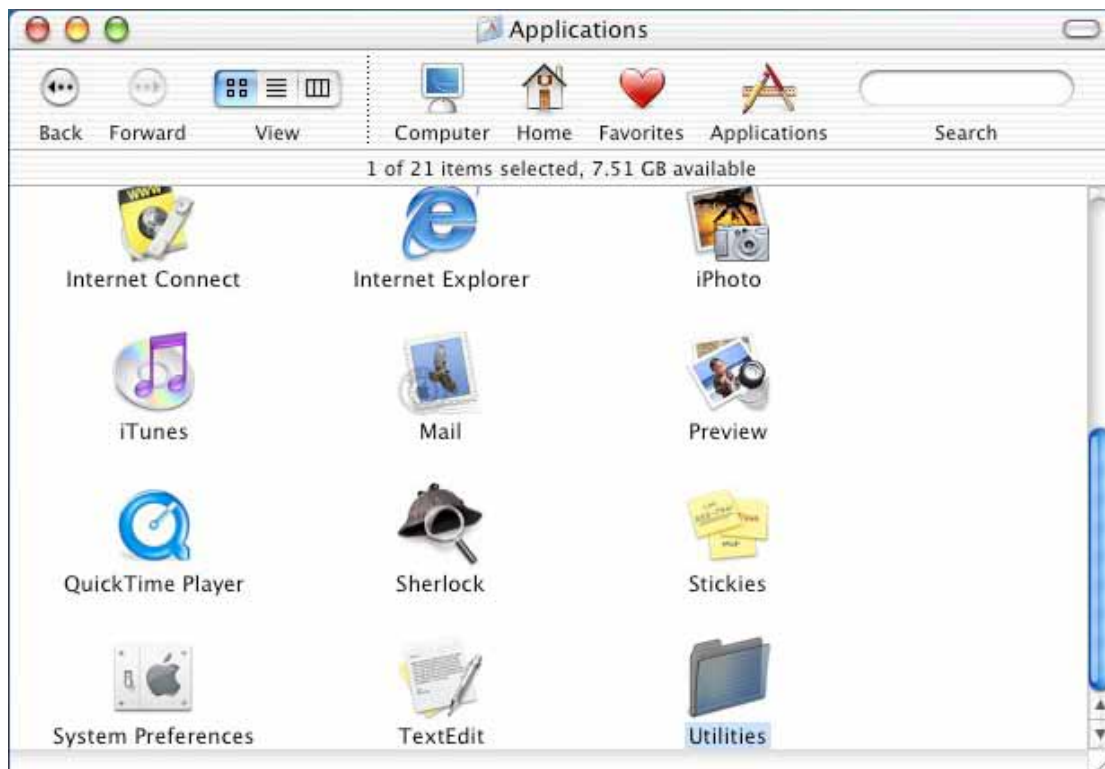 Applications
Back Forward View Computer Home Favorites Applications Search
1 of 21 items selected, 7.51 GB available
WWW
Internet Connect Internet Explorer iPhoto
iTunes Mail Preview
QuickTime Player Sherlock Stickies
System Preferences TextEdit Utilities